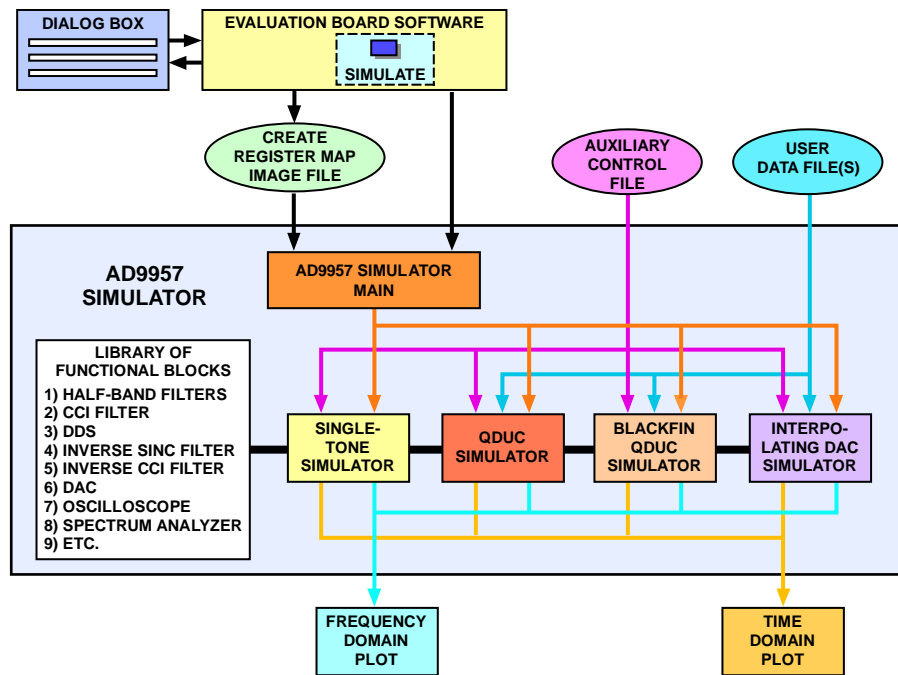 DIALOG BOX
EVALUATION BOARD SOFTWARE
SIMULATE
CREATE
REGISTER MAP
IMAGE FILE
AUXILIARY
CONTROL
FILE
USER
DATA FILE(S)
AD9957
SIMULATOR
AD9957 SIMULATOR
MAIN
LIBRARY OF
FUNCTIONAL BLOCKS
1) HALF-BAND FILTERS
2) CCI FILTER
3) DDS
4) INVERSE SINC FILTER
5) INVERSE CCI FILTER
6) DAC
7) OSCILLOSCOPE
8) SPECTRUM ANALYZER
9) ETC.
SINGLE-
TONE
SIMULATOR
QDUC
SIMULATOR
BLACKFIN
QDUC
SIMULATOR
INTERPO-
LATING DAC
SIMULATOR
FREQUENCY
DOMAIN
PLOT
TIME
DOMAIN
PLOT